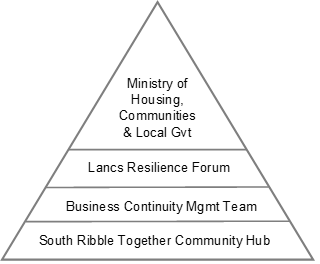 Ministry of
Housing,
Communities
& Local Gvt
Lancs Resilience Forum
Business Continuity Mgmt Team
South Ribble Together Community Hub